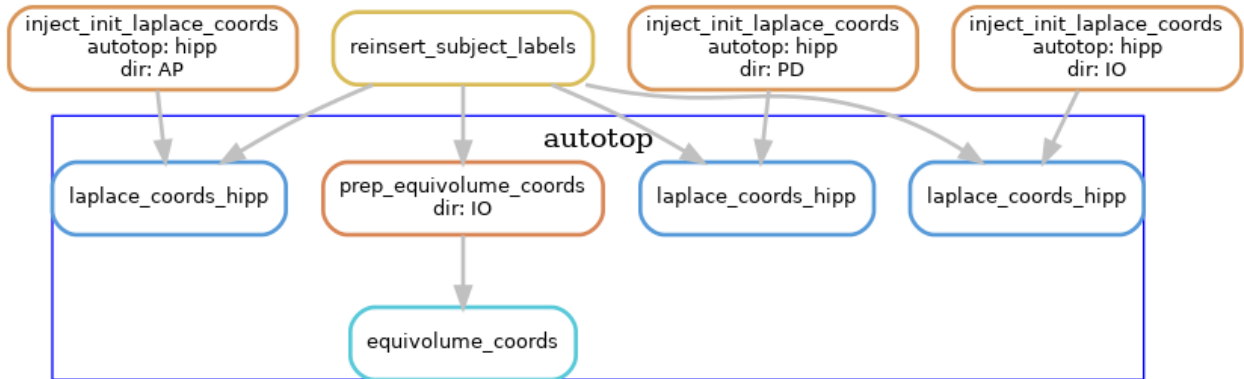 inject_init_laplace_coords
autotop: hipp
dir: AP
reinsert_subject_labels
inject_init_laplace_coords
autotop: hipp
dir: PD
inject_init_laplace_coords
autotop: hipp
dir: IO
autotop
laplace_coords_hipp
prep_equivolume_coords
dir: IO
laplace_coords_hipp
laplace_coords_hipp
equivolume_coords